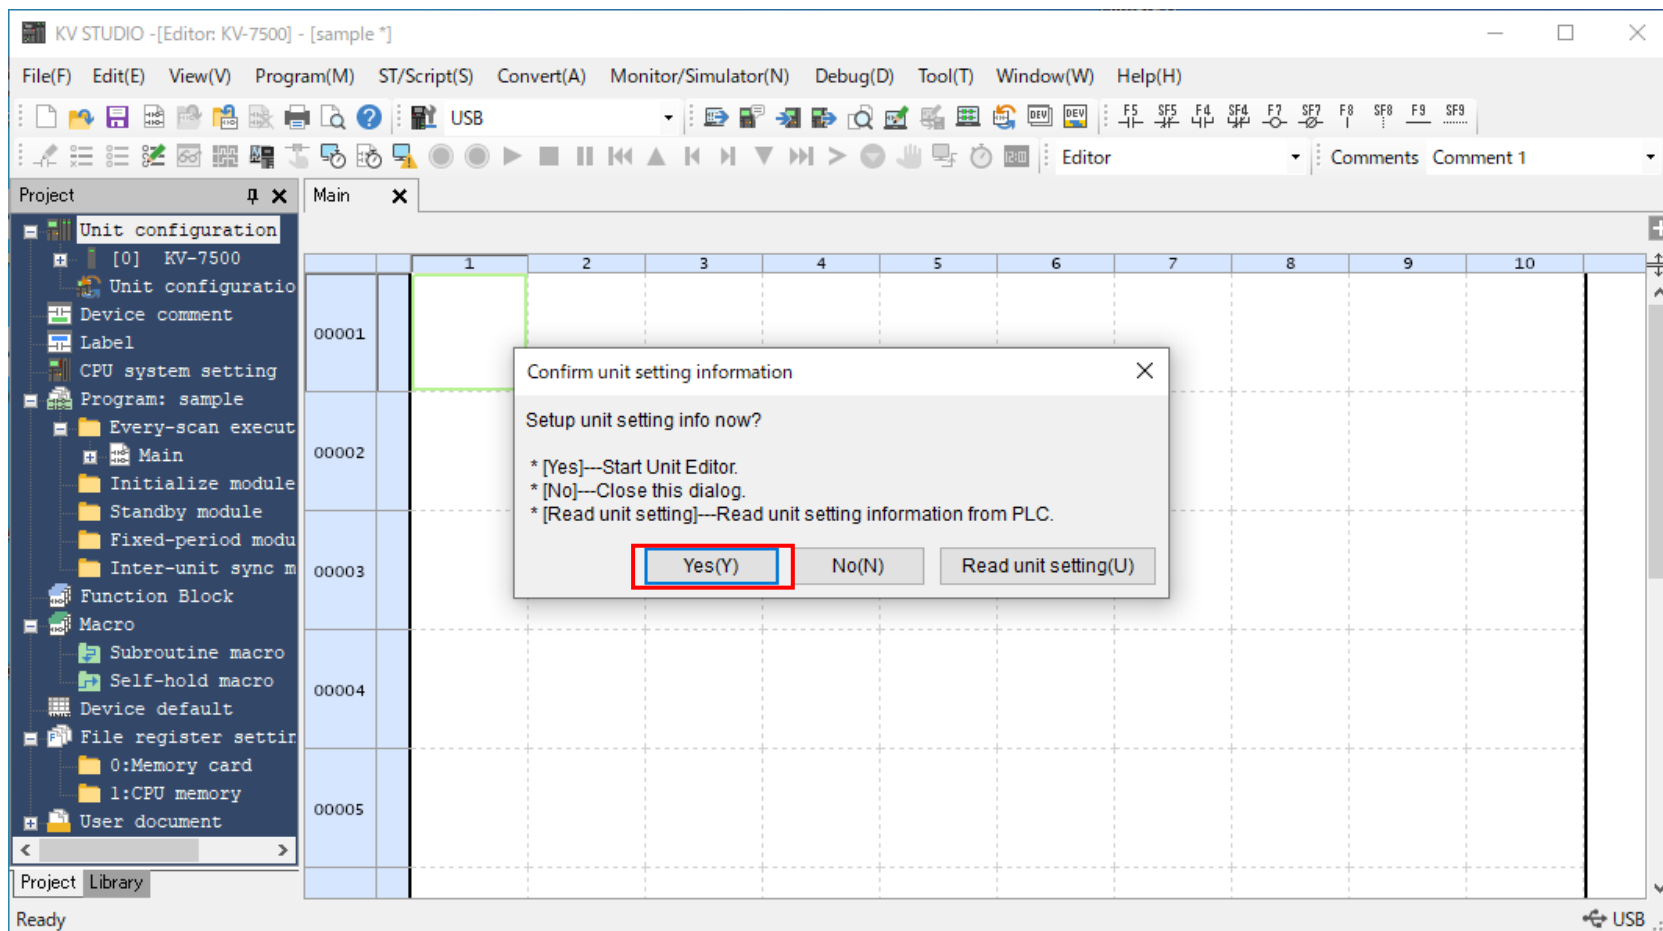 KV STUDIO -[Editor: KV-7500] - [sample *]
File(F) Edit(E) View(V) Program(M) ST/Script(S) Convert(A) Monitor/Simulator(N) Debug(D) Tool(T) Window(W) Help(H)
USB
DEV DEV F5 SF5 F4 SF4 F7 SF7 F8 SF8 F9 SF9
Editor Comments Comment 1
Project
Main
Unit configuration
[0] KV-7500
Unit configuratio
Device comment
Label
CPU system setting
Program: sample
Every-scan execut
Main
Initialize module
Standby module
Fixed-period modu
Inter-unit sync m
Function Block
Macro
Subroutine macro
Self-hold macro
Device default
File register settin
0:Memory card
1:CPU memory
User document
Project Library
1 2 3 4 5 6 7 8 9 10
00001
00002
00003
00004
00005
Confirm unit setting information
Setup unit setting info now?
* [Yes]---Start Unit Editor.
* [No]---Close this dialog.
* [Read unit setting]---Read unit setting information from PLC.
Yes(Y) No(N) Read unit setting(U)
Ready
USB